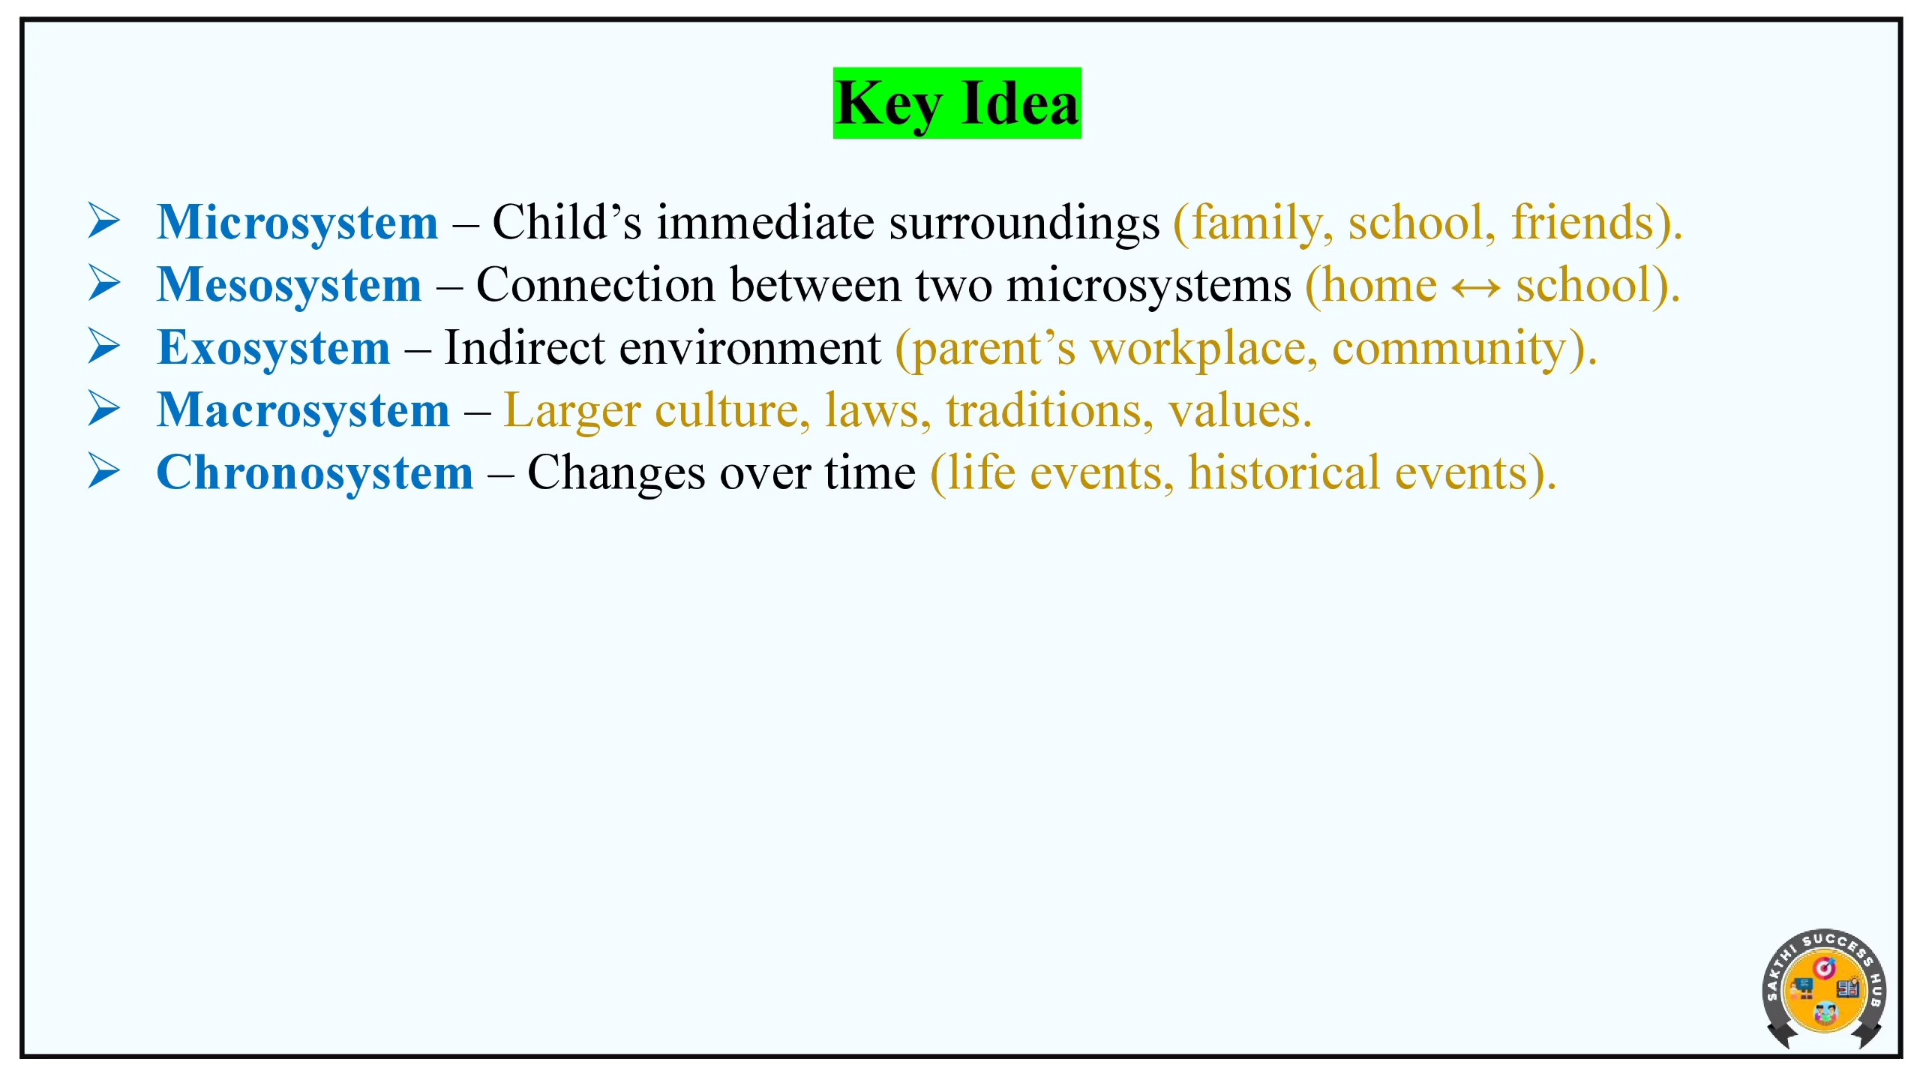 Key Idea
➢ Microsystem – Child’s immediate surroundings (family, school, friends).
➢ Mesosystem – Connection between two microsystems (home ↔ school).
➢ Exosystem – Indirect environment (parent’s workplace, community).
➢ Macrosystem – Larger culture, laws, traditions, values.
➢ Chronosystem – Changes over time (life events, historical events).
SAKTHI SUCCESS HUB